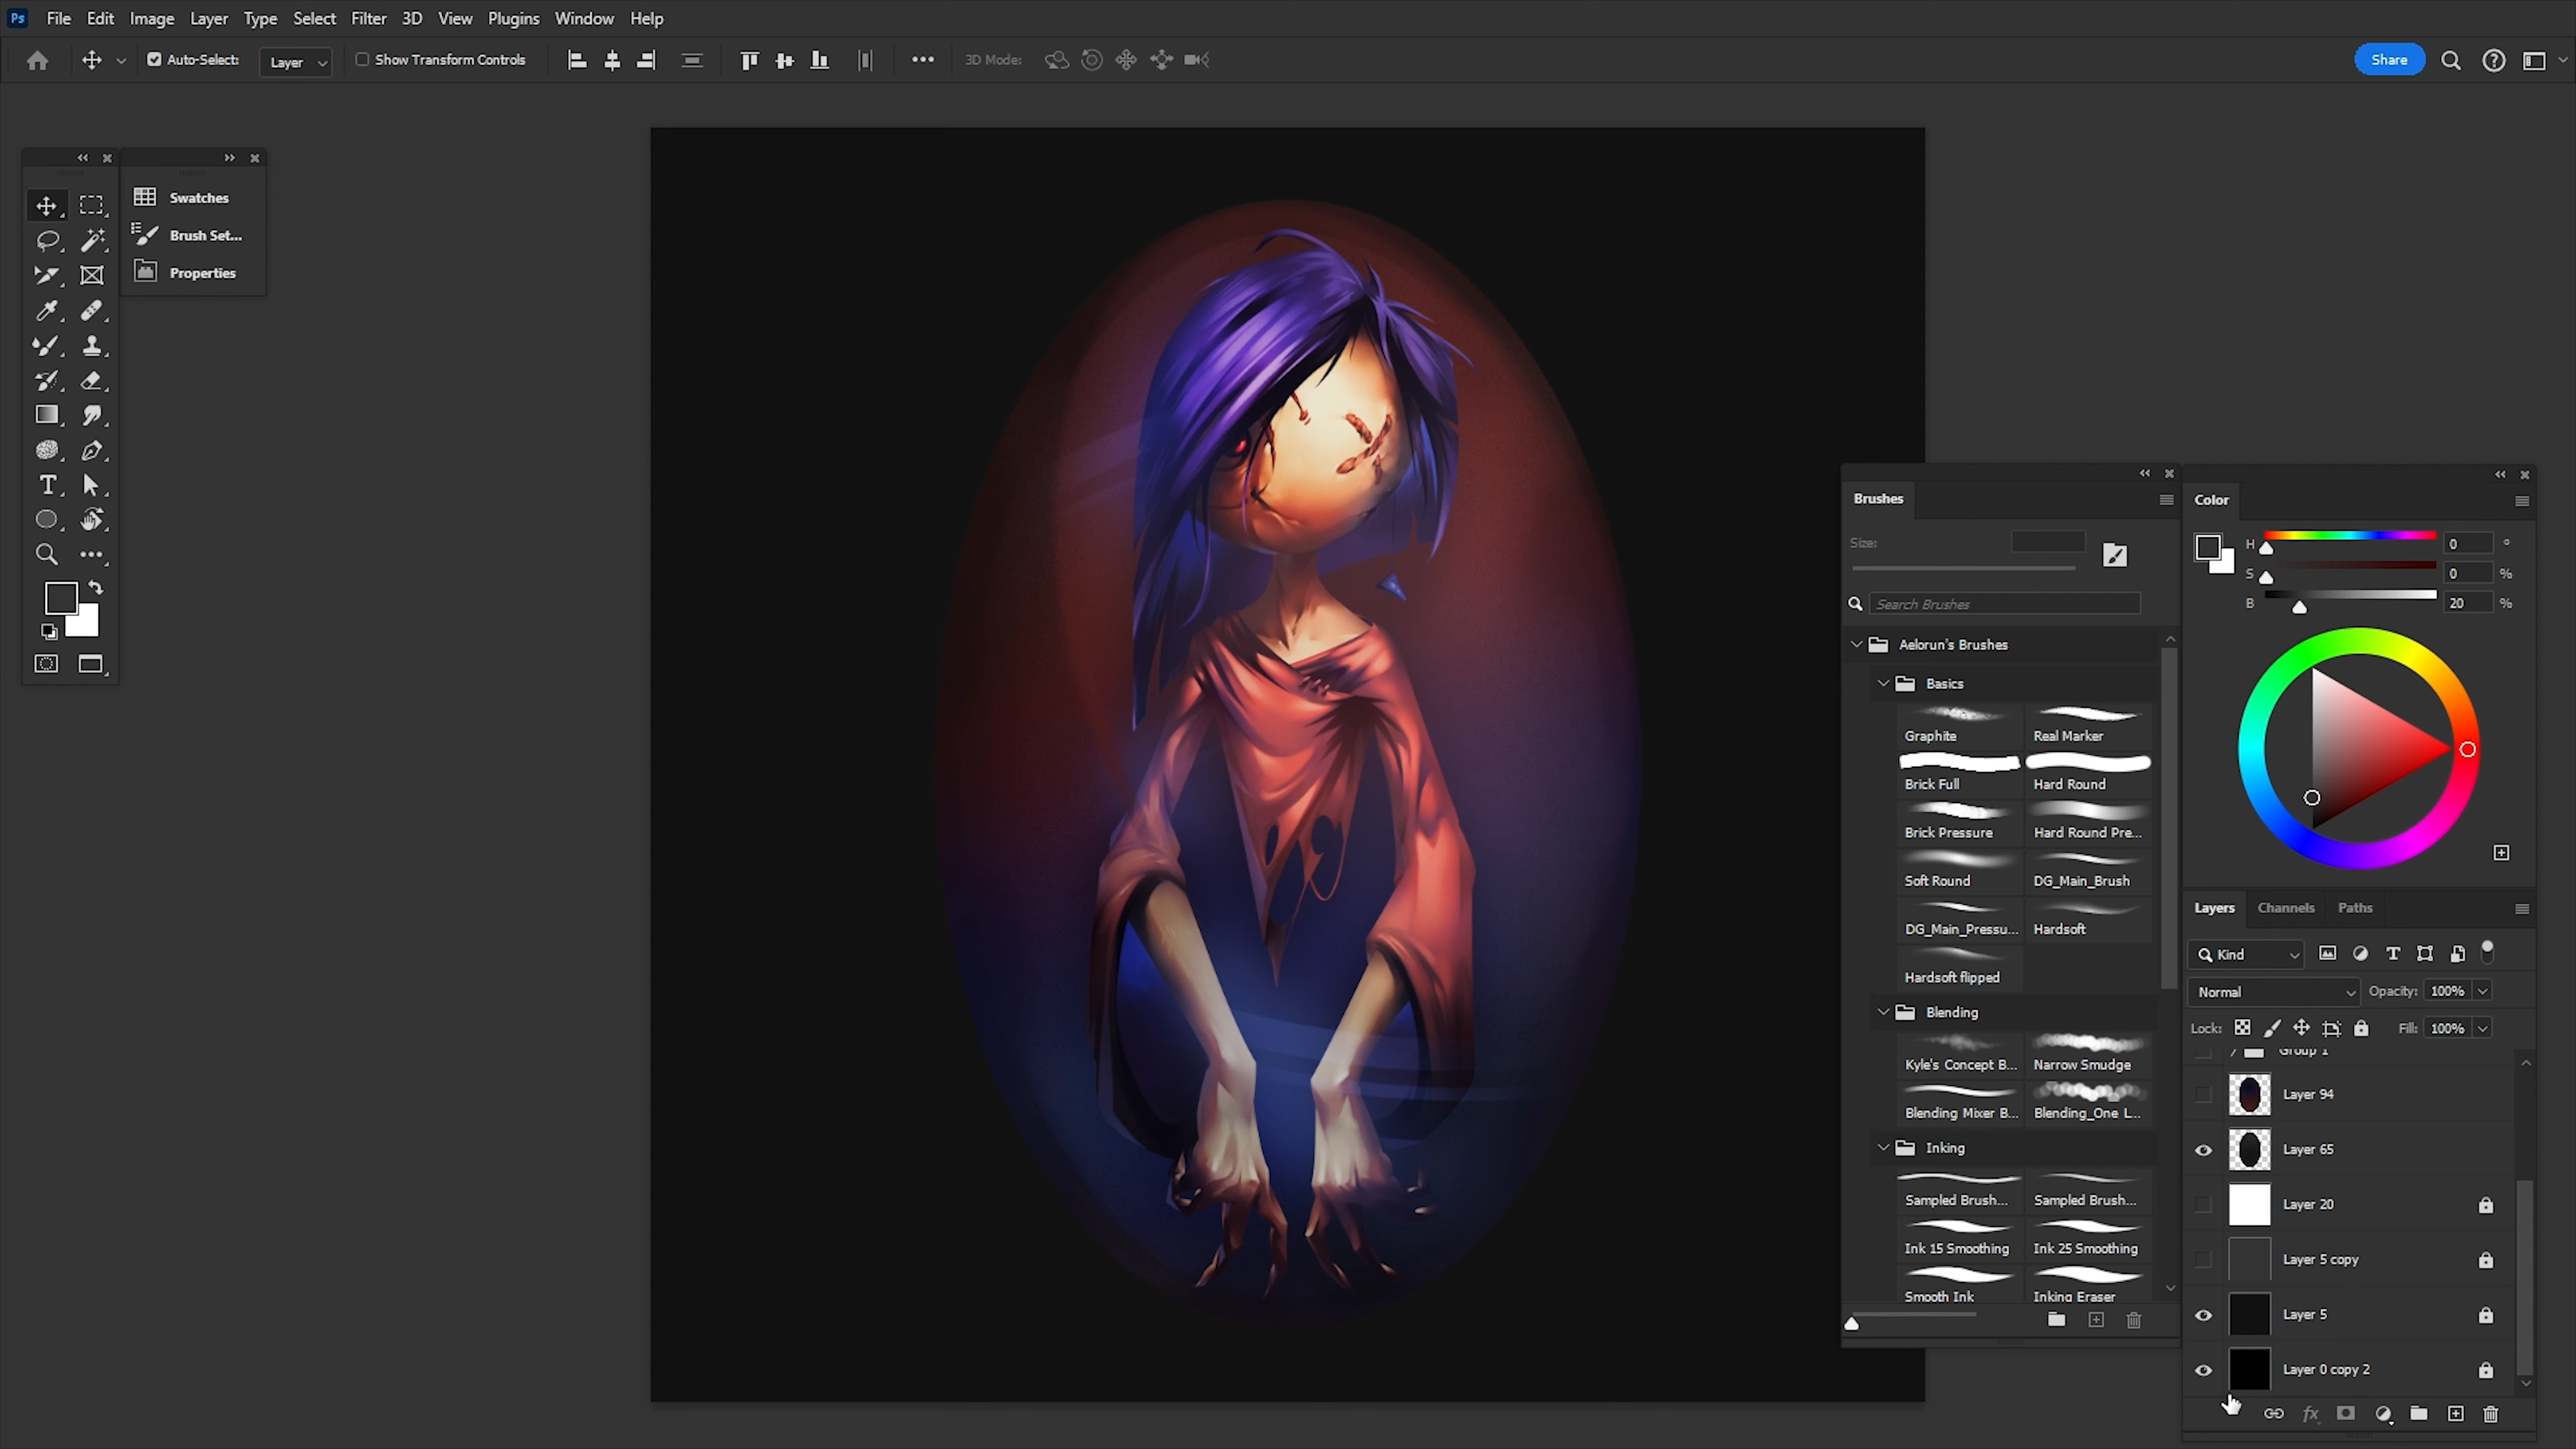 Ps File Edit Image Layer Type Select Filter 3D View Plugins Window Help
Auto-Select: Layer Show Transform Controls 3D Mode: Share
Swatches
Brush Set...
Properties
T
Brushes
Size:
Search Brushes
Aelorun's Brushes
Basics
Graphite Real Marker
Brick Full Hard Round
Brick Pressure Hard Round Pre...
Soft Round DG_Main_Brush
DG_Main_Pressu... Hardsoft
Hardsoft flipped
Blending
Kyle's Concept B... Narrow Smudge
Blending Mixer B... Blending_One L...
Inking
Sampled Brush... Sampled Brush...
Ink 15 Smoothing Ink 25 Smoothing
Smooth Ink Inking Eraser
Color
H 0 °
S 0 %
B 20 %
Layers Channels Paths
Kind T
Normal Opacity: 100%
Lock: Fill: 100%
Group 1
Layer 94
Layer 65
Layer 20
Layer 5 copy
Layer 5
Layer 0 copy 2
fx